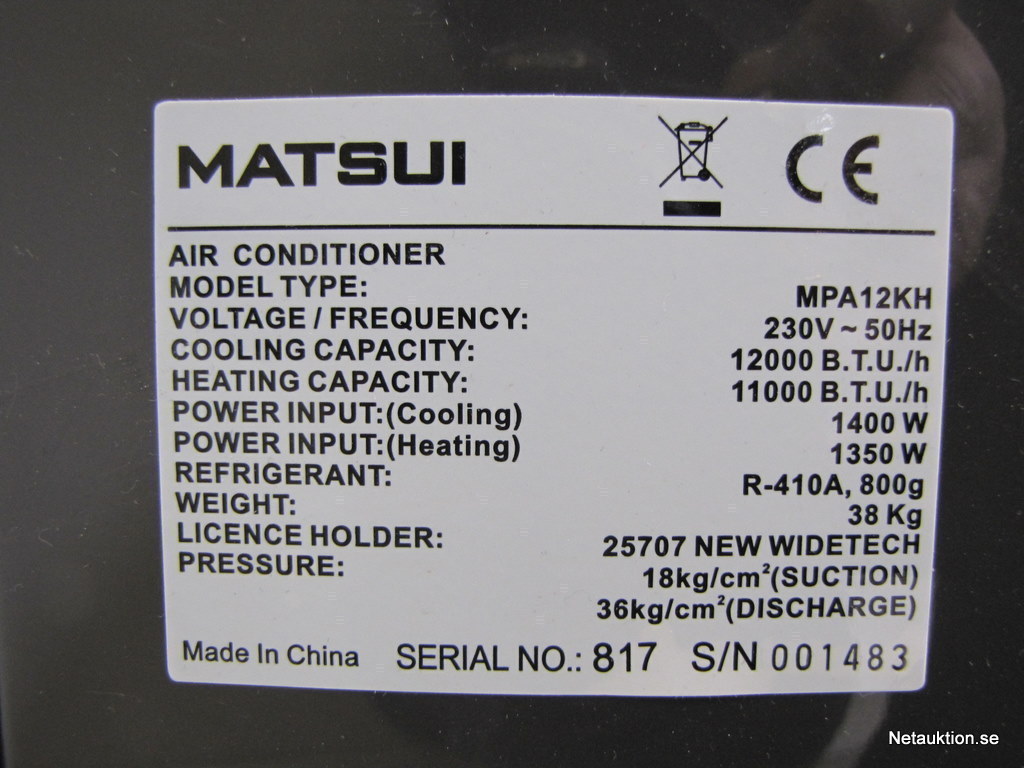 MATSUI CE
AIR CONDITIONER
MODEL TYPE: MPA12KH
VOLTAGE / FREQUENCY: 230V ~ 50Hz
COOLING CAPACITY: 12000 B.T.U./h
HEATING CAPACITY: 11000 B.T.U./h
POWER INPUT:(Cooling) 1400 W
POWER INPUT:(Heating) 1350 W
REFRIGERANT: R-410A, 800g
WEIGHT: 38 Kg
LICENCE HOLDER: 25707 NEW WIDETECH
PRESSURE: 18kg/cm²(SUCTION)
36kg/cm²(DISCHARGE)
Made In China SERIAL NO.: 817 S/N 001483
Netauktion.se